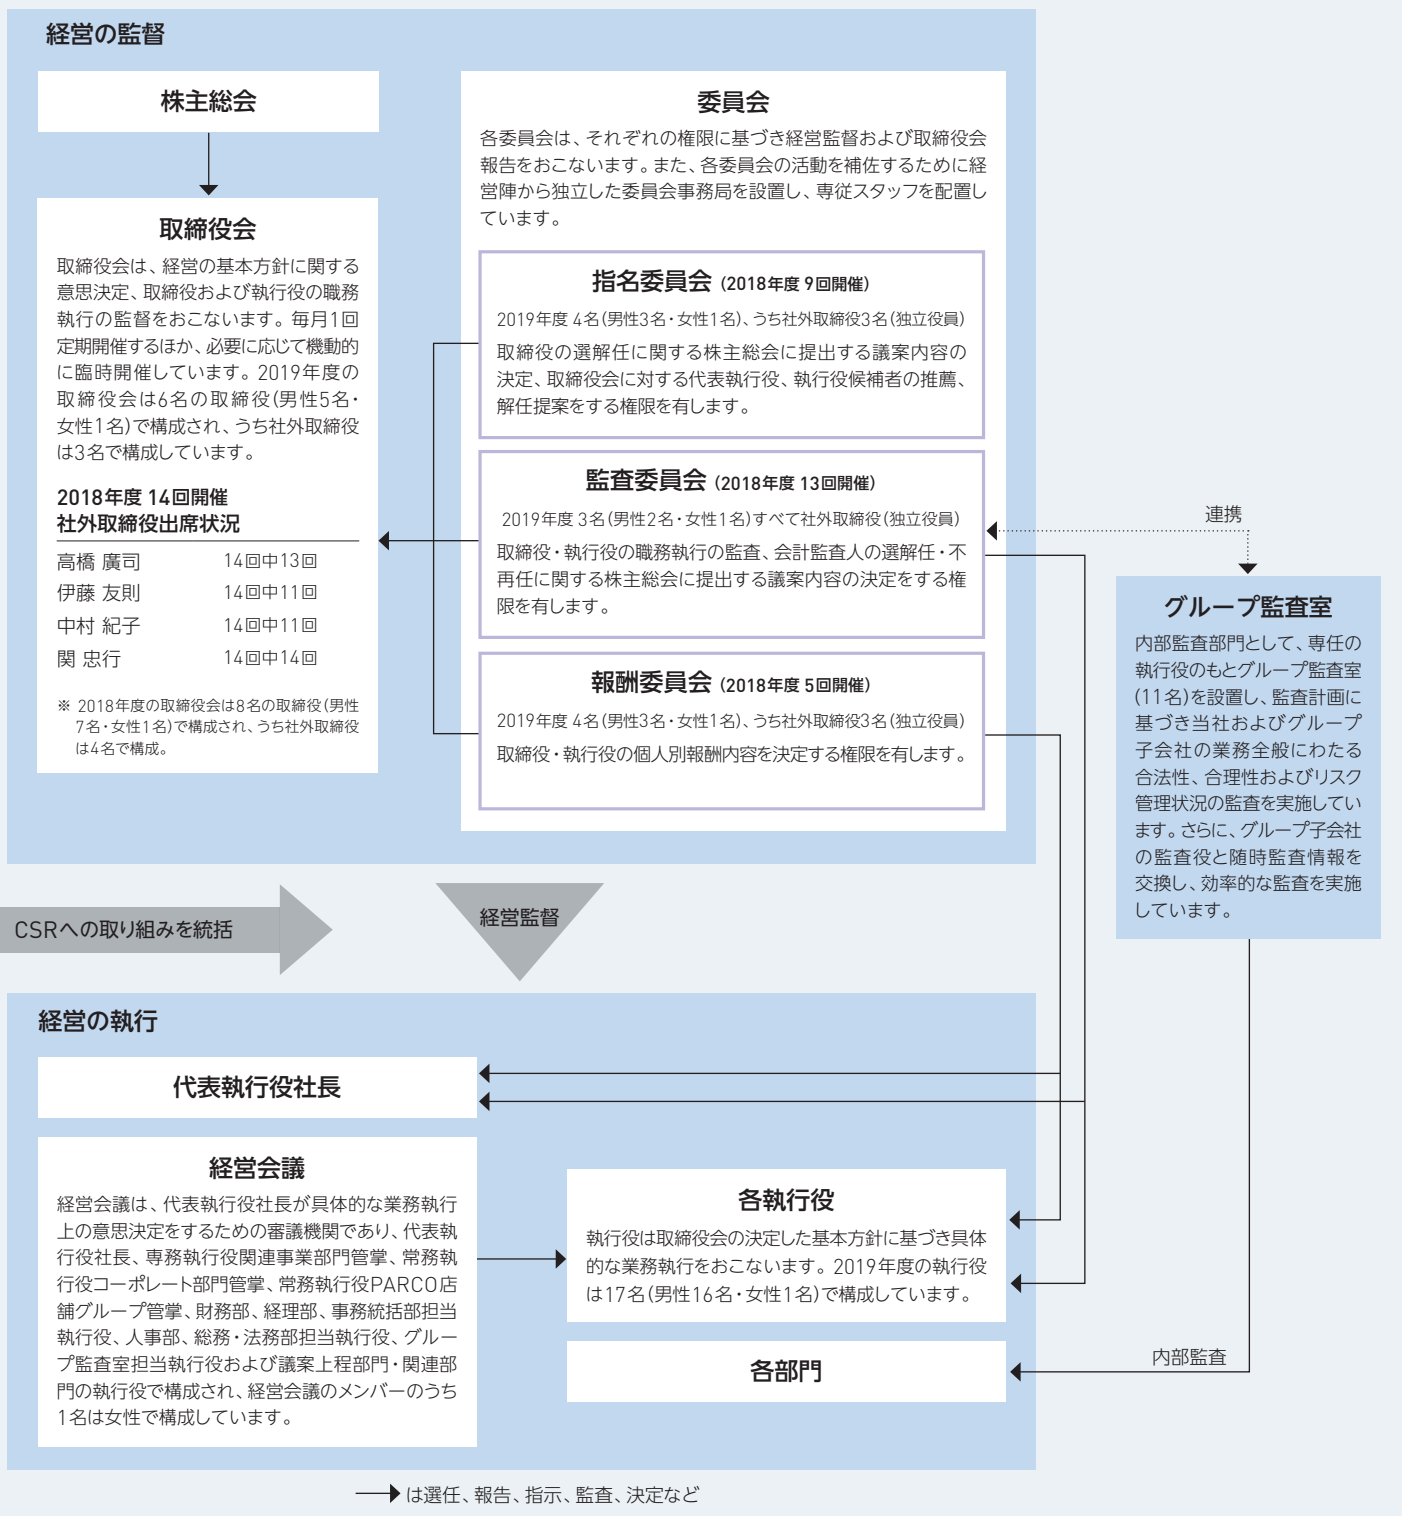 経営の監督
株主総会
取締役会
取締役会は、経営の基本方針に関する
意思決定、取締役および執行役の職務
執行の監督をおこないます。毎月1回
定期開催するほか、必要に応じて機動的
に臨時開催しています。2019年度の
取締役会は6名の取締役(男性5名・
女性1名)で構成され、うち社外取締役
は3名で構成しています。
2018年度 14回開催
社外取締役出席状況
高橋 廣司 14回中13回
伊藤 友則 14回中11回
中村 紀子 14回中11回
関 忠行 14回中14回
※ 2018年度の取締役会は8名の取締役(男性
7名・女性1名)で構成され、うち社外取締役
は4名で構成。
委員会
各委員会は、それぞれの権限に基づき経営監督および取締役会
報告をおこないます。また、各委員会の活動を補佐するために経
営陣から独立した委員会事務局を設置し、専従スタッフを配置し
ています。
指名委員会(2018年度 9回開催)
2019年度 4名(男性3名・女性1名)、うち社外取締役3名(独立役員)
取締役の選解任に関する株主総会に提出する議案内容の
決定、取締役会に対する代表執行役、執行役候補者の推薦、
解任提案をする権限を有します。
監査委員会(2018年度 13回開催)
2019年度 3名(男性2名・女性1名)すべて社外取締役(独立役員)
取締役・執行役の職務執行の監査、会計監査人の選解任・不
再任に関する株主総会に提出する議案内容の決定をする権
限を有します。
報酬委員会(2018年度 5回開催)
2019年度 4名(男性3名・女性1名)、うち社外取締役3名(独立役員)
取締役・執行役の個人別報酬内容を決定する権限を有します。
連携
グループ監査室
内部監査部門として、専任の
執行役のもとグループ監査室
(11名)を設置し、監査計画に
基づき当社およびグループ
子会社の業務全般にわたる
合法性、合理性およびリスク
管理状況の監査を実施してい
ます。さらに、グループ子会社
の監査役と随時監査情報を
交換し、効率的な監査を実施
しています。
CSRへの取り組みを統括
経営監督
経営の執行
代表執行役社長
経営会議
経営会議は、代表執行役社長が具体的な業務執行
上の意思決定をするための審議機関であり、代表執
行役社長、専務執行役関連事業部門管掌、常務執
行役コーポレート部門管掌、常務執行役PARCO店
舗グループ管掌、財務部、経理部、事務統括部担当
執行役、人事部、総務・法務部担当執行役、グルー
プ監査室担当執行役および議案上程部門・関連部
門の執行役で構成され、経営会議のメンバーのうち
1名は女性で構成しています。
各執行役
執行役は取締役会の決定した基本方針に基づき具体
的な業務執行をおこないます。2019年度の執行役
は17名(男性16名・女性1名)で構成しています。
各部門
内部監査
は選任、報告、指示、監査、決定など